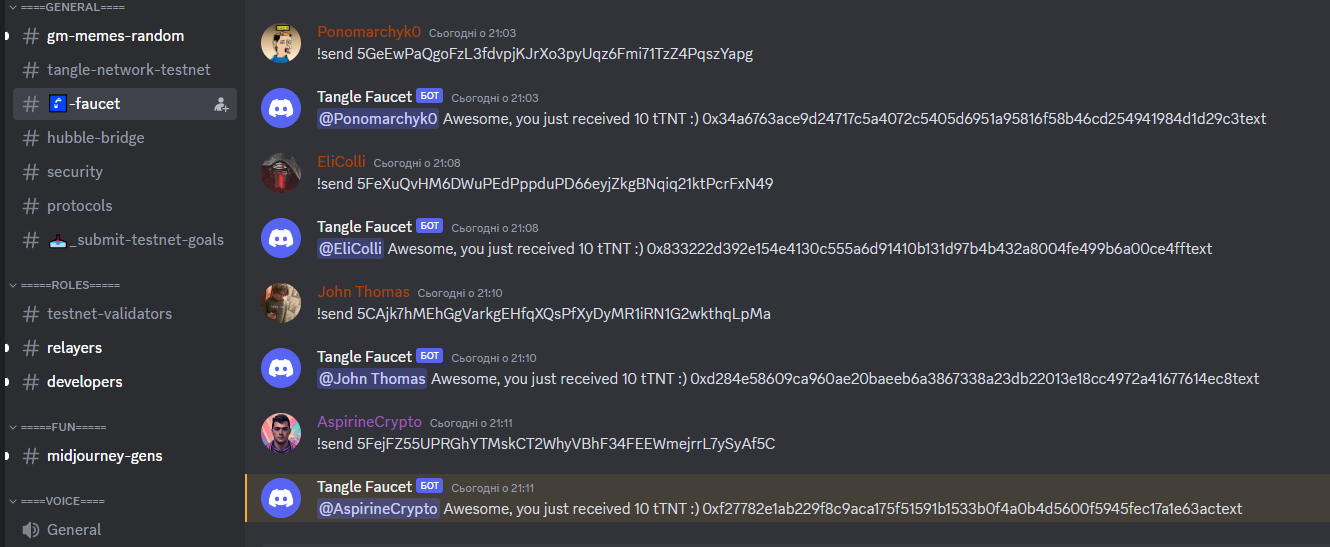 ====GENERAL====
gm-memes-random
tangle-network-testnet
-faucet
hubble-bridge
security
protocols
_submit-testnet-goals
=====ROLES=====
testnet-validators
relayers
developers
=====FUN=====
midjourney-gens
====VOICE====
General
Ponomarchyk0 Сьогодні о 21:03
!send 5GeEwPaQgoFzL3fdvpjKJrXo3pyUqz6Fmi71TzZ4PqszYapg
Tangle Faucet БОТ Сьогодні о 21:03
@Ponomarchyk0 Awesome, you just received 10 tTNT :) 0x34a6763ace9d24717c5a4072c5405d6951a95816f58b46cd254941984d1d29c3text
EliColli Сьогодні о 21:08
!send 5FeXuQvHM6DWuPEdPppduPD66eyjZkgBNqiq21ktPcrFxN49
Tangle Faucet БОТ Сьогодні о 21:08
@EliColli Awesome, you just received 10 tTNT :) 0x833222d392e154e4130c555a6d91410b131d97b4b432a8004fe499b6a00ce4fftext
John Thomas Сьогодні о 21:10
!send 5CAjk7hMEhGgVarkgEHfqXQsPfXyDyMR1iRN1G2wkthqLpMa
Tangle Faucet БОТ Сьогодні о 21:10
@John Thomas Awesome, you just received 10 tTNT :) 0xd284e58609ca960ae20baeeb6a3867338a23db22013e18cc4972a41677614ec8text
AspirineCrypto Сьогодні о 21:11
!send 5FejFZ55UPRGhYTMskCT2WhyVBhF34FEEWmejrrL7ySyAf5C
Tangle Faucet БОТ Сьогодні о 21:11
@AspirineCrypto Awesome, you just received 10 tTNT :) 0xf27782e1ab229f8c9aca175f51591b1533b0f4a0b4d5600f5945fec17a1e63actext